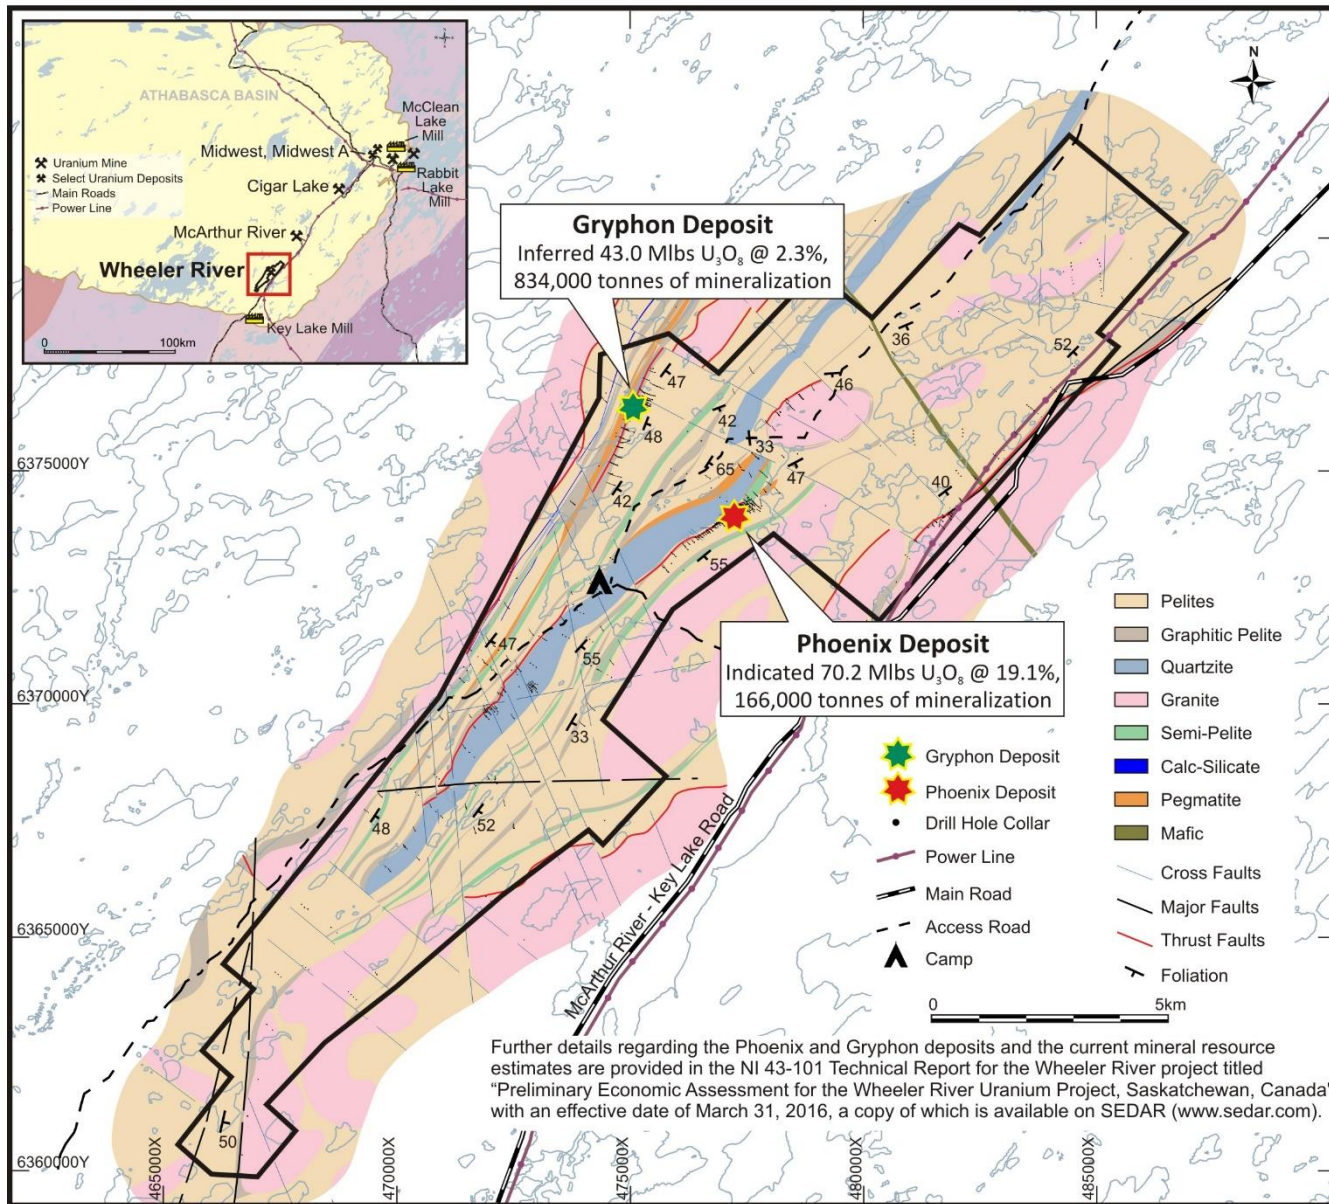 ATHABASCA BASIN
McClean
Lake
Mill
Midwest, Midwest A
Rabbit
Lake
Mill
Cigar Lake
McArthur River
Wheeler River
Key Lake Mill
Uranium Mine
Select Uranium Deposits
Main Roads
Power Line
0 100km
N
Gryphon Deposit
Inferred 43.0 Mlbs U₃O₈ @ 2.3%,
834,000 tonnes of mineralization
36
52
47
46
42
48
33
65
47
42
40
55
Phoenix Deposit
Indicated 70.2 Mlbs U₃O₈ @ 19.1%,
166,000 tonnes of mineralization
47
55
33
48
52
50
McArthur River - Key Lake Road
Pelites
Graphitic Pelite
Quartzite
Granite
Semi-Pelite
Calc-Silicate
Pegmatite
Mafic
Cross Faults
Major Faults
Thrust Faults
Foliation
Gryphon Deposit
Phoenix Deposit
Drill Hole Collar
Power Line
Main Road
Access Road
Camp
0 5km
Further details regarding the Phoenix and Gryphon deposits and the current mineral resource
estimates are provided in the NI 43-101 Technical Report for the Wheeler River project titled
“Preliminary Economic Assessment for the Wheeler River Uranium Project, Saskatchewan, Canada”
with an effective date of March 31, 2016, a copy of which is available on SEDAR (www.sedar.com).
6375000Y
6370000Y
6365000Y
6360000Y
465000X
470000X
475000X
480000X
485000X